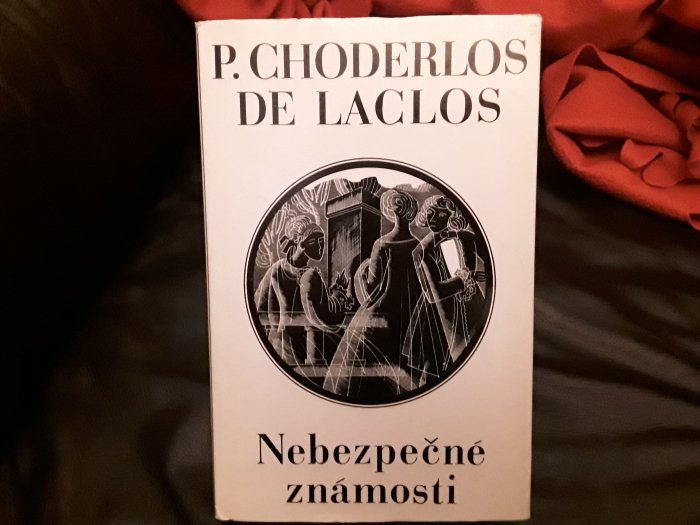 P. CHODERLOS
DE LACLOS
Nebezpečné
známosti